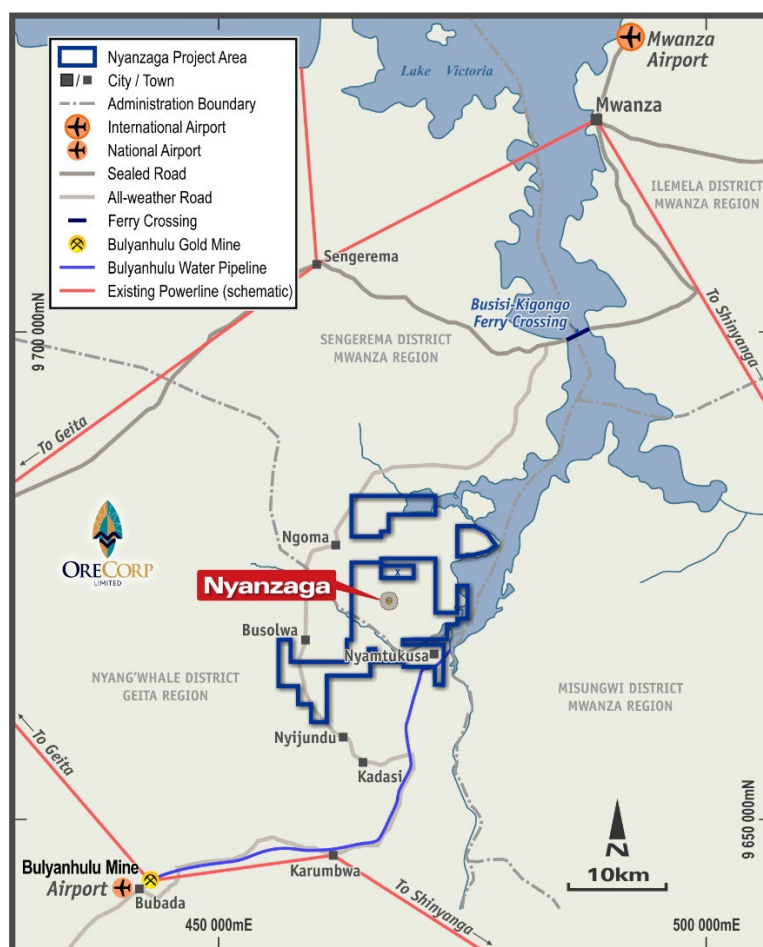 Nyanzaga Project Area
City / Town
Administration Boundary
International Airport
National Airport
Sealed Road
All-weather Road
Ferry Crossing
Bulyanhulu Gold Mine
Bulyanhulu Water Pipeline
Existing Powerline (schematic)
Lake Victoria
Mwanza
Airport
Mwanza
ILEMELA DISTRICT
MWANZA REGION
Sengerema
Busisi-Kigongo
Ferry Crossing
To Shinyanga
9 700 000mN
SENGEREMA DISTRICT
MWANZA REGION
To Geita
ORECORP
LIMITED
Ngoma
X
Nyanzaga
Busolwa
Nyamtukusa
NYANG'WHALE DISTRICT
GEITA REGION
MISUNGWI DISTRICT
MWANZA REGION
Nyijundu
Kadasi
To Geita
9 650 000mN
N
10km
Bulyanhulu Mine
Airport
Bubada
Karumbwa
To Shinyanga
450 000mE
500 000mE